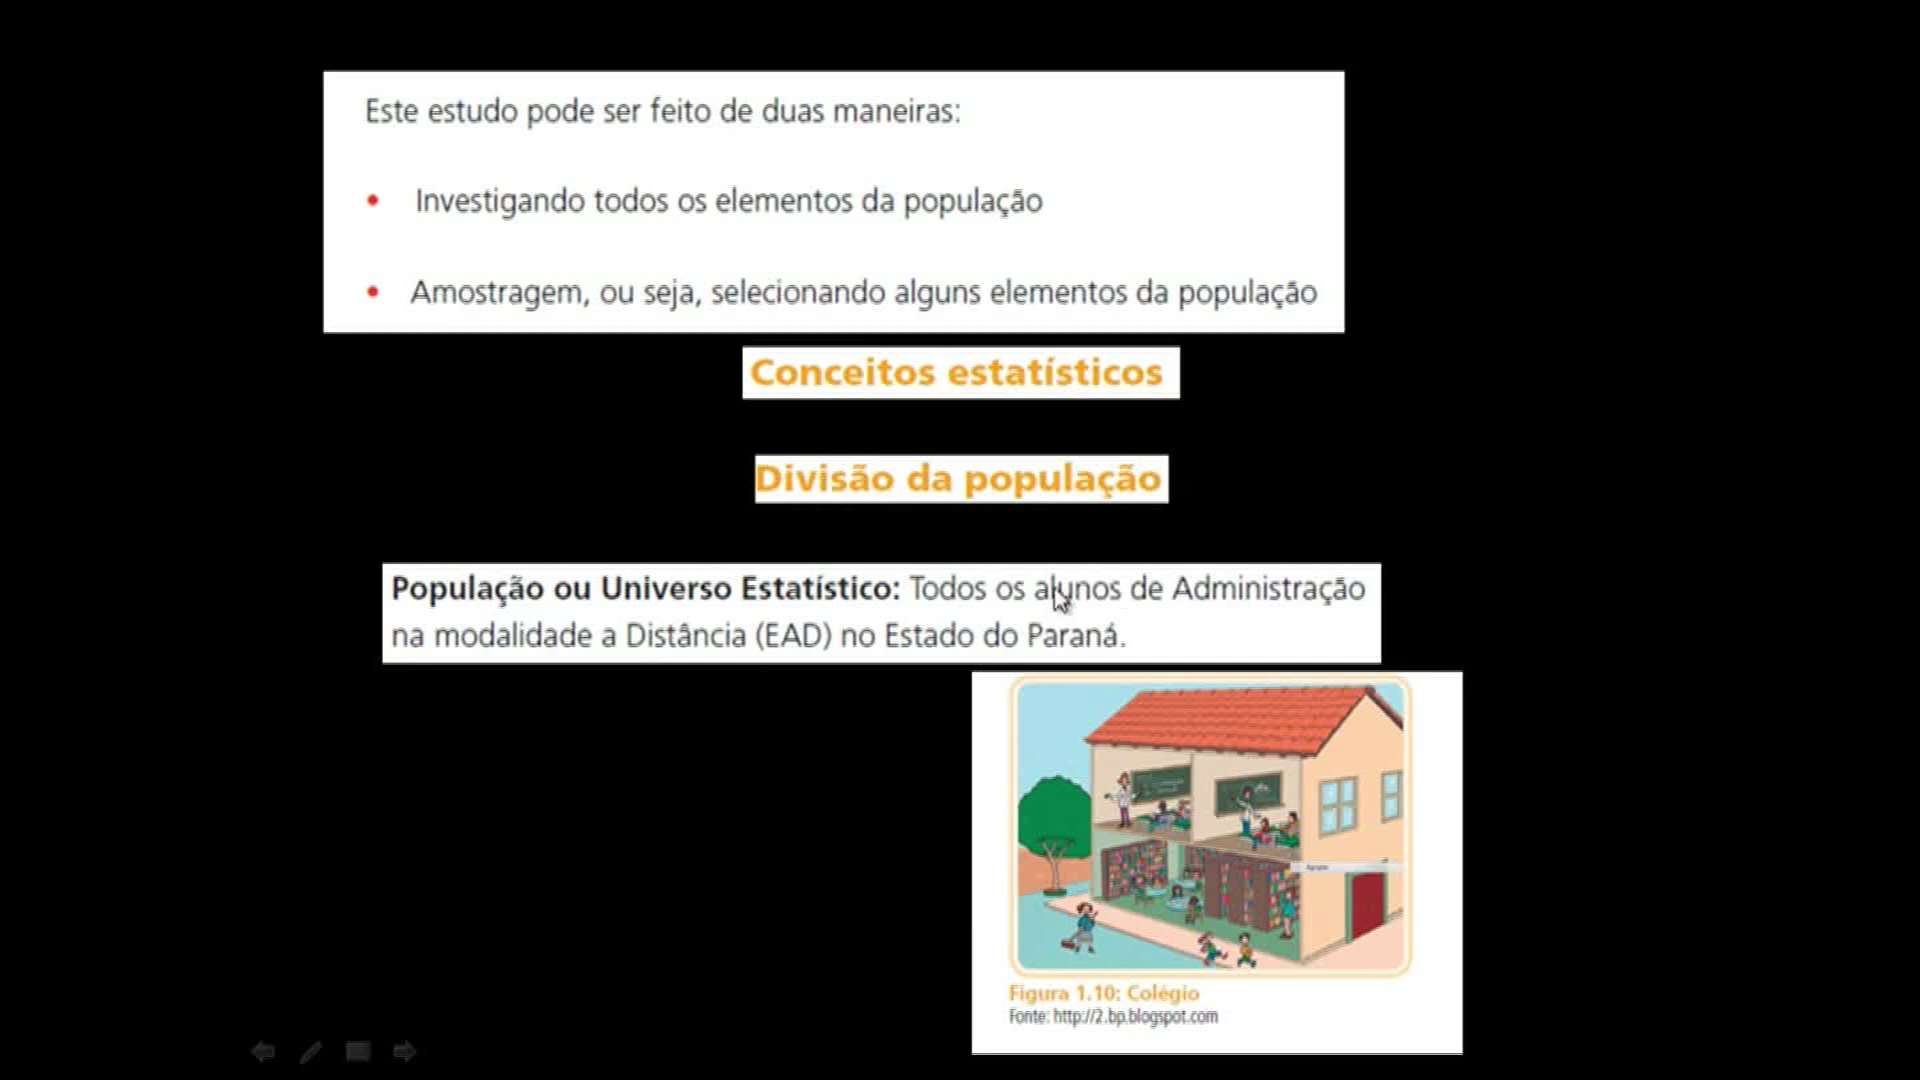 Este estudo pode ser feito de duas maneiras:
• Investigando todos os elementos da população
• Amostragem, ou seja, selecionando alguns elementos da população
Conceitos estatísticos
Divisão da população
População ou Universo Estatístico: Todos os alunos de Administração
na modalidade a Distância (EAD) no Estado do Paraná.
Figura 1.10: Colégio
Fonte: http://2.bp.blogspot.com